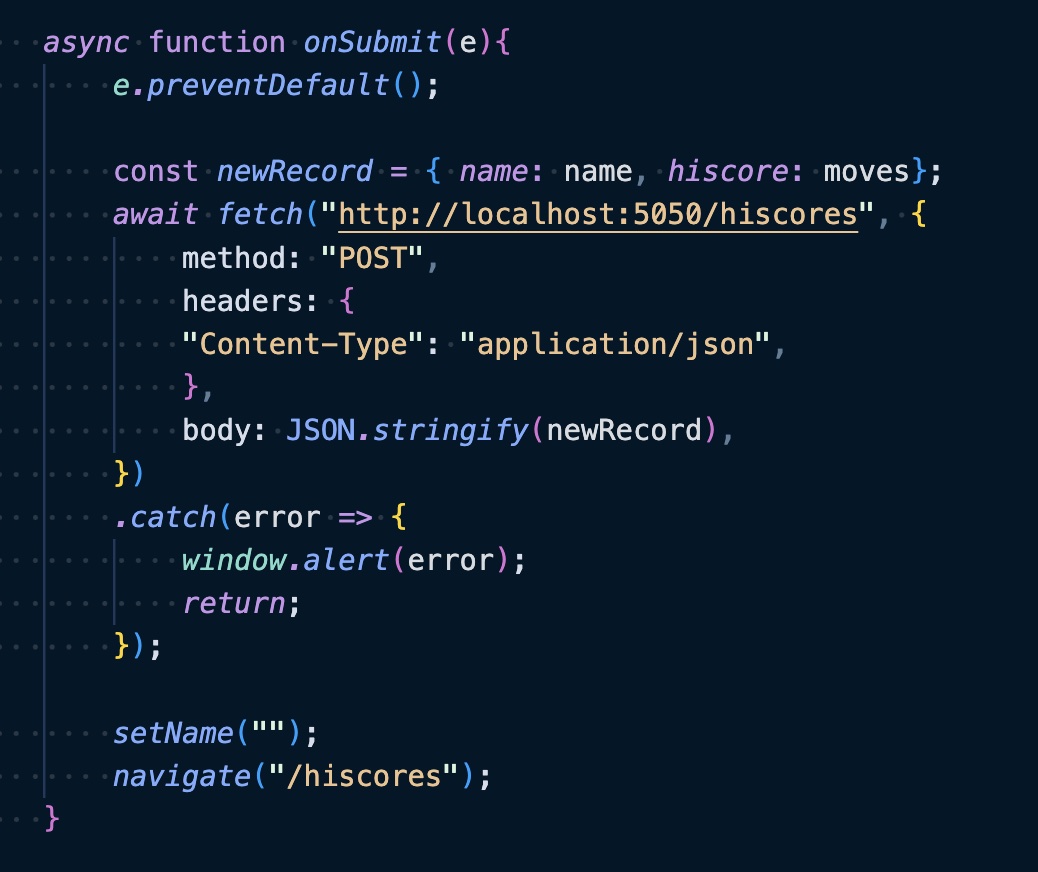 async function onSubmit(e){
e.preventDefault();
const newRecord = { name: name, hiscore: moves};
await fetch("http://localhost:5050/hiscores", {
method: "POST",
headers: {
"Content-Type": "application/json",
},
body: JSON.stringify(newRecord),
})
.catch(error => {
window.alert(error);
return;
});
setName("");
navigate("/hiscores");
}